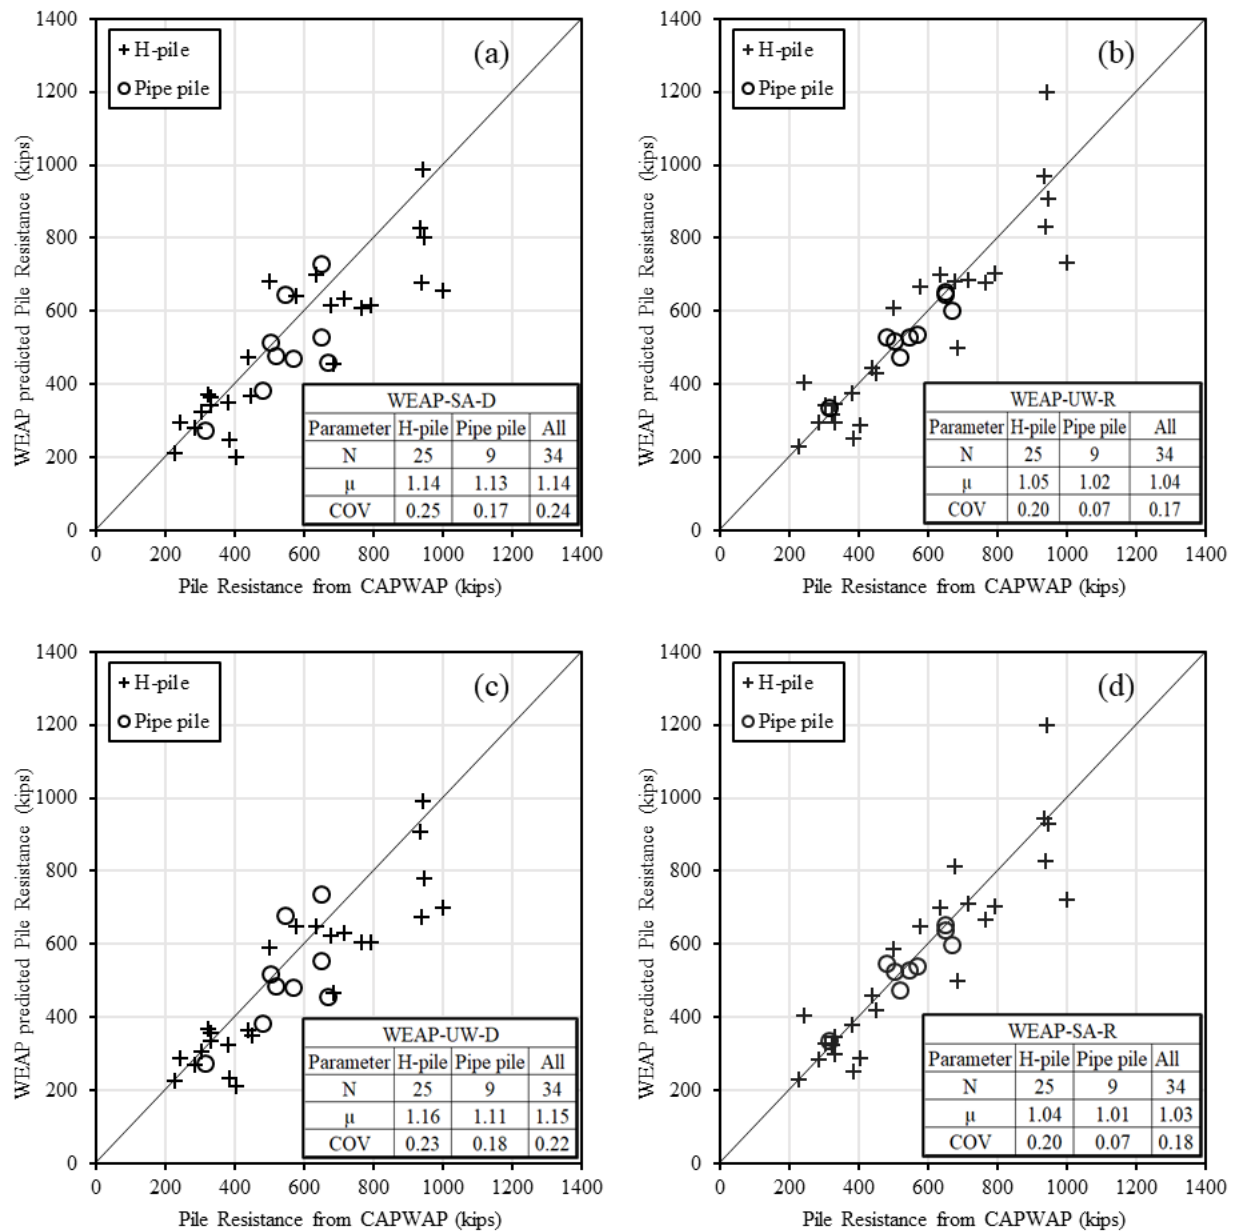 1400
1200
1000
800
600
400
200
0
WEAP predicted Pile Resistance (kips)
H-pile
Pipe pile
(a)
WEAP-SA-D
Parameter H-pile Pipe pile All
N 25 9 34
μ 1.14 1.13 1.14
COV 0.25 0.17 0.24
0 200 400 600 800 1000 1200 1400
Pile Resistance from CAPWAP (kips)
1400
1200
1000
800
600
400
200
0
WEAP predicted Pile Resistance (kips)
H-pile
Pipe pile
(b)
WEAP-UW-R
Parameter H-pile Pipe pile All
N 25 9 34
μ 1.05 1.02 1.04
COV 0.20 0.07 0.17
0 200 400 600 800 1000 1200 1400
Pile Resistance from CAPWAP (kips)
1400
1200
1000
800
600
400
200
0
WEAP predicted Pile Resistance (kips)
H-pile
Pipe pile
(c)
WEAP-UW-D
Parameter H-pile Pipe pile All
N 25 9 34
μ 1.16 1.11 1.15
COV 0.23 0.18 0.22
0 200 400 600 800 1000 1200 1400
Pile Resistance from CAPWAP (kips)
1400
1200
1000
800
600
400
200
0
WEAP predicted Pile Resistance (kips)
H-pile
Pipe pile
(d)
WEAP-SA-R
Parameter H-pile Pipe pile All
N 25 9 34
μ 1.04 1.01 1.03
COV 0.20 0.07 0.18
0 200 400 600 800 1000 1200 1400
Pile Resistance from CAPWAP (kips)